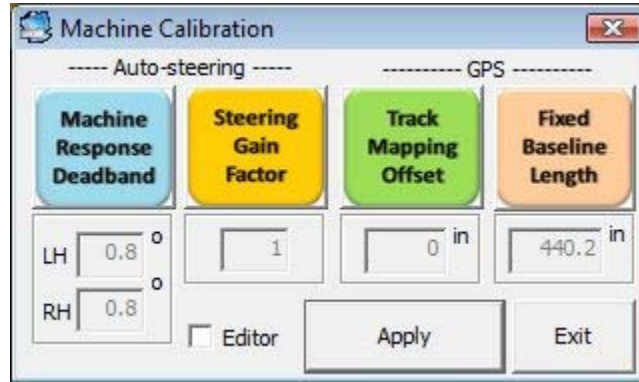 Machine Calibration
----- Auto-steering -----
---------- GPS ----------
Machine
Response
Deadband
Steering
Gain
Factor
Track
Mapping
Offset
Fixed
Baseline
Length
LH 0.8 o
RH 0.8 o
1
0 in
440.2 in
Editor
Apply
Exit